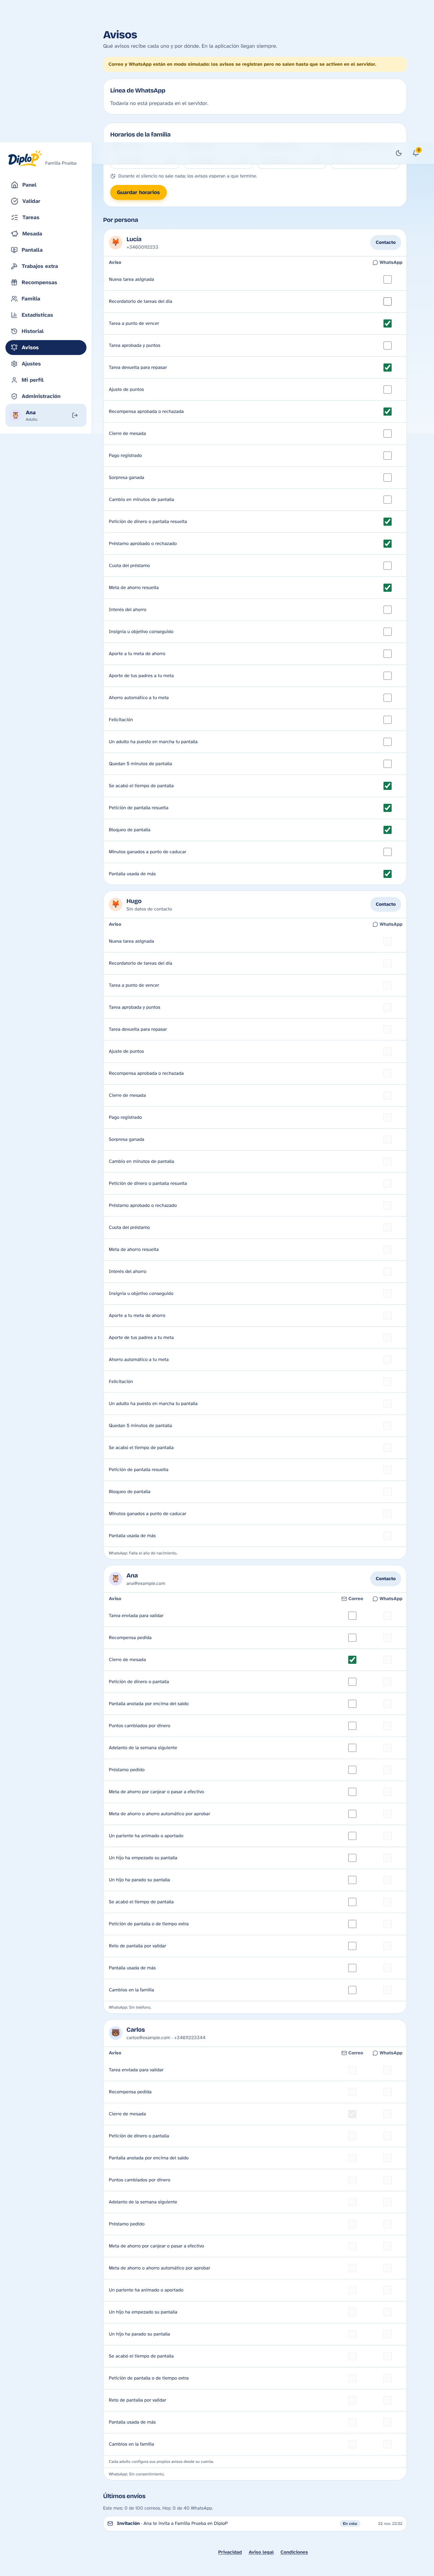 Avisos
Qué avisos recibe cada uno y por dónde. En la aplicación llegan siempre.
Correo y WhatsApp están en modo simulado: los avisos se registran pero no salen hasta que se activen en el servidor.
Línea de WhatsApp
Todavía no está preparada en el servidor.
Horarios de la familia
DiploP
Familia Prueba
Durante el silencio no sale nada; los avisos esperan a que termine.
Guardar horarios
Panel
Validar
Tareas
Mesada
Pantalla
Trabajos extra
Recompensas
Familia
Estadísticas
Historial
Avisos
Ajustes
Mi perfil
Administración
Ana
Adulto
Por persona
Lucía
Contacto
Aviso
WhatsApp
Nueva tarea asignada
Recordatorio de tareas del día
Tarea a punto de vencer
Tarea aprobada y puntos
Tarea devuelta para repasar
Ajuste de puntos
Recompensa aprobada o rechazada
Cierre de mesada
Pago registrado
Sorpresa ganada
Cambio en minutos de pantalla
Petición de dinero o pantalla resuelta
Préstamo aprobado o rechazado
Cuota del préstamo
Meta de ahorro resuelta
Interés del ahorro
Insignia u objetivo conseguido
Aporte a tu meta de ahorro
Aporte de tus padres a tu meta
Ahorro automático a tu meta
Felicitación
Un adulto ha puesto en marcha tu pantalla
Quedan 5 minutos de pantalla
Se acabó el tiempo de pantalla
Petición de pantalla resuelta
Bloqueo de pantalla
Minutos ganados a punto de caducar
Pantalla usada de más
Hugo
Sin datos de contacto
Contacto
Aviso
WhatsApp
Nueva tarea asignada
Recordatorio de tareas del día
Tarea a punto de vencer
Tarea aprobada y puntos
Tarea devuelta para repasar
Ajuste de puntos
Recompensa aprobada o rechazada
Cierre de mesada
Pago registrado
Sorpresa ganada
Cambio en minutos de pantalla
Petición de dinero o pantalla resuelta
Préstamo aprobado o rechazado
Cuota del préstamo
Meta de ahorro resuelta
Interés del ahorro
Insignia u objetivo conseguido
Aporte a tu meta de ahorro
Aporte de tus padres a tu meta
Ahorro automático a tu meta
Felicitación
Un adulto ha puesto en marcha tu pantalla
Quedan 5 minutos de pantalla
Se acabó el tiempo de pantalla
Petición de pantalla resuelta
Bloqueo de pantalla
Minutos ganados a punto de caducar
Pantalla usada de más
WhatsApp: Falta el año de nacimiento.
Ana
ana@example.com
Contacto
Aviso
Correo
WhatsApp
Tarea enviada para validar
Recompensa pedida
Cierre de mesada
Petición de dinero o pantalla
Pantalla anotada por encima del saldo
Puntos cambiados por dinero
Adelanto de la semana siguiente
Préstamo pedido
Meta de ahorro por canjear o pasar a efectivo
Meta de ahorro o ahorro automático por aprobar
Un pariente ha animado o aportado
Un hijo ha empezado su pantalla
Un hijo ha parado su pantalla
Se acabó el tiempo de pantalla
Petición de pantalla o de tiempo extra
Reto de pantalla por validar
Pantalla usada de más
Cambios en la familia
WhatsApp: Sin teléfono.
Carlos
Aviso
Correo
WhatsApp
Tarea enviada para validar
Recompensa pedida
Cierre de mesada
Petición de dinero o pantalla
Pantalla anotada por encima del saldo
Puntos cambiados por dinero
Adelanto de la semana siguiente
Préstamo pedido
Meta de ahorro por canjear o pasar a efectivo
Meta de ahorro o ahorro automático por aprobar
Un pariente ha animado o aportado
Un hijo ha empezado su pantalla
Un hijo ha parado su pantalla
Se acabó el tiempo de pantalla
Petición de pantalla o de tiempo extra
Reto de pantalla por validar
Pantalla usada de más
Cambios en la familia
Cada adulto configura sus propios avisos desde su cuenta.
WhatsApp: Sin consentimiento.
Últimos envíos
Este mes: 0 de 100 correos. Hoy: 0 de 40 WhatsApp.
Invitación · Ana te invita a Familia Prueba en DiploP
En cola
Privacidad
Aviso legal
Condiciones